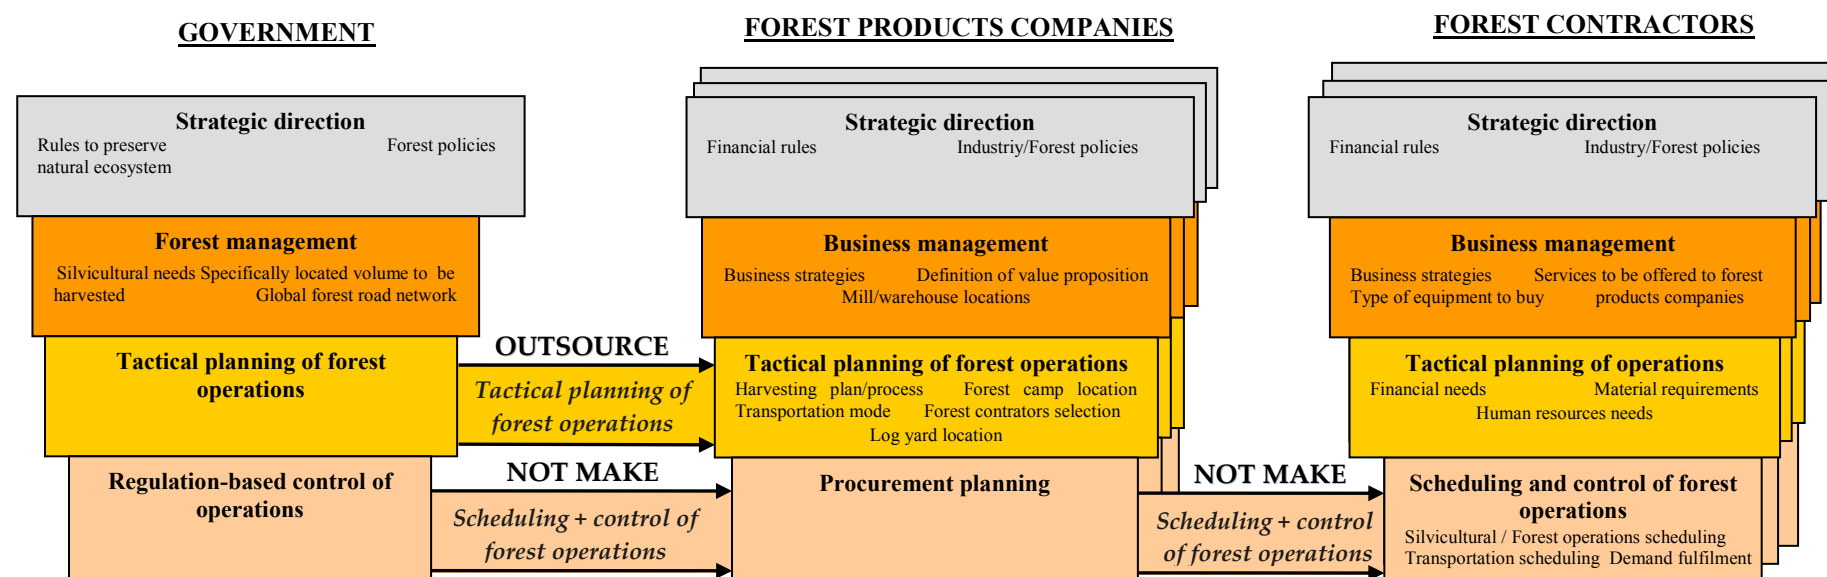 GOVERNMENT
Strategic direction
Rules to preserve natural ecosystem
Forest policies
Forest management
Silvicultural needs Specifically located volume to be
harvested Global forest road network
Tactical planning of forest
operations
Regulation-based control of
operations
OUTSOURCE
Tactical planning of
forest operations
NOT MAKE
Scheduling + control of
forest operations
FOREST PRODUCTS COMPANIES
Strategic direction
Financial rules Industriy/Forest policies
Business management
Business strategies Definition of value proposition
Mill/warehouse locations
Tactical planning of forest operations
Harvesting plan/process Forest camp location
Transportation mode Forest contrators selection
Log yard location
Procurement planning
NOT MAKE
Scheduling + control
of forest operations
FOREST CONTRACTORS
Strategic direction
Financial rules Industry/Forest policies
Business management
Business strategies Services to be offered to forest
Type of equipment to buy products companies
Tactical planning of operations
Financial needs Material requirements
Human resources needs
Scheduling and control of forest
operations
Silvicultural / Forest operations scheduling
Transportation scheduling Demand fulfilment